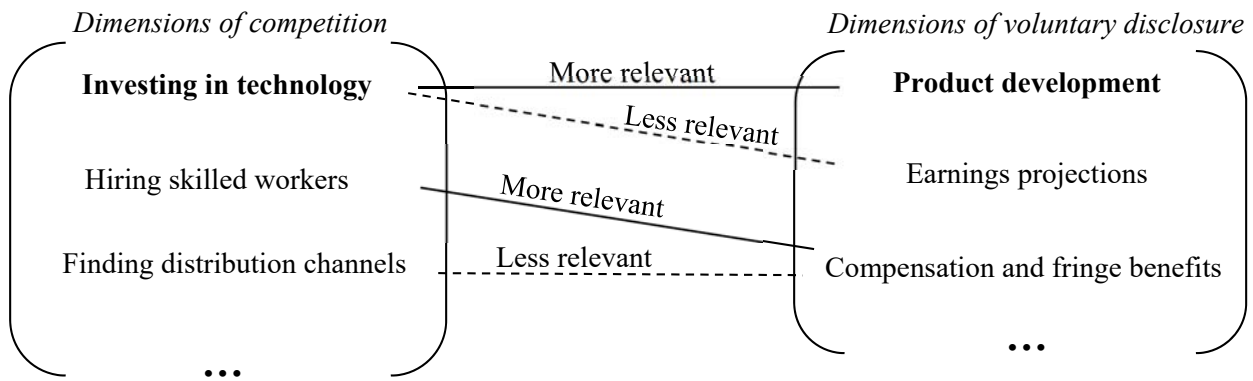 Dimensions of competition
Dimensions of voluntary disclosure
Investing in technology
More relevant
Product development
Less relevant
Hiring skilled workers
More relevant
Earnings projections
Finding distribution channels
Less relevant
Compensation and fringe benefits
...
...